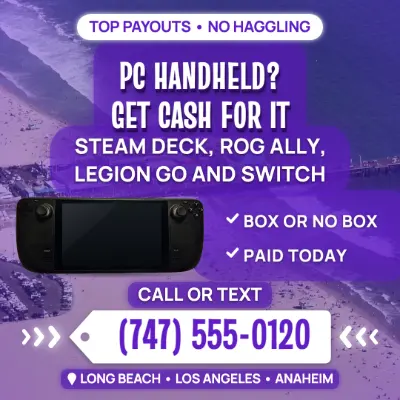 TOP PAYOUTS • NO HAGGLING
PC HANDHELD?
GET CASH FOR IT
STEAM DECK, ROG ALLY,
LEGION GO AND SWITCH
BOX OR NO BOX
PAID TODAY
CALL OR TEXT
(747) 555-0120
LONG BEACH • LOS ANGELES • ANAHEIM